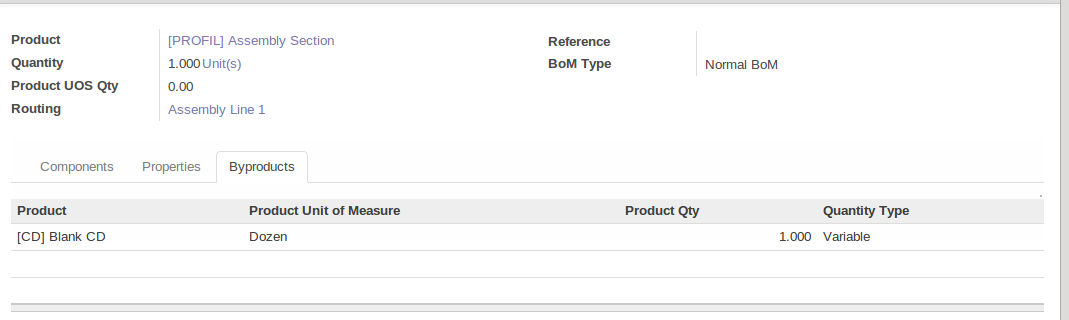 Product [PROFIL] Assembly Section Reference
Quantity 1.000 Unit(s) BoM Type Normal BoM
Product UOS Qty 0.00
Routing Assembly Line 1
Components Properties Byproducts
Product Product Unit of Measure Product Qty Quantity Type
[CD] Blank CD Dozen 1.000 Variable